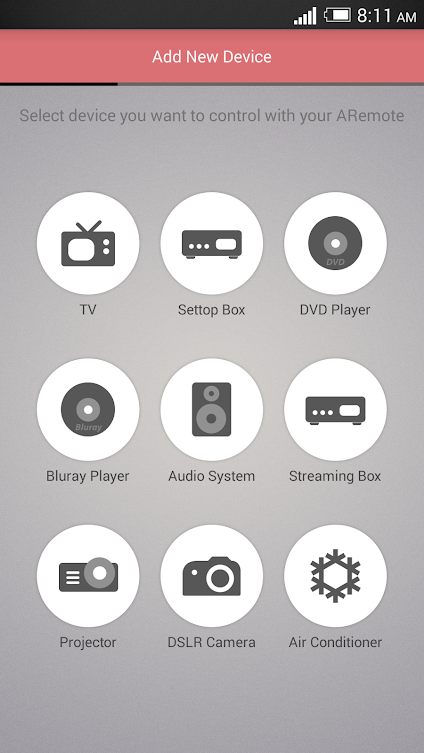 8:11 AM
Add New Device
Select device you want to control with your ARemote
TV
Settop Box
DVD
DVD Player
Bluray
Bluray Player
Audio System
Streaming Box
Projector
DSLR Camera
Air Conditioner